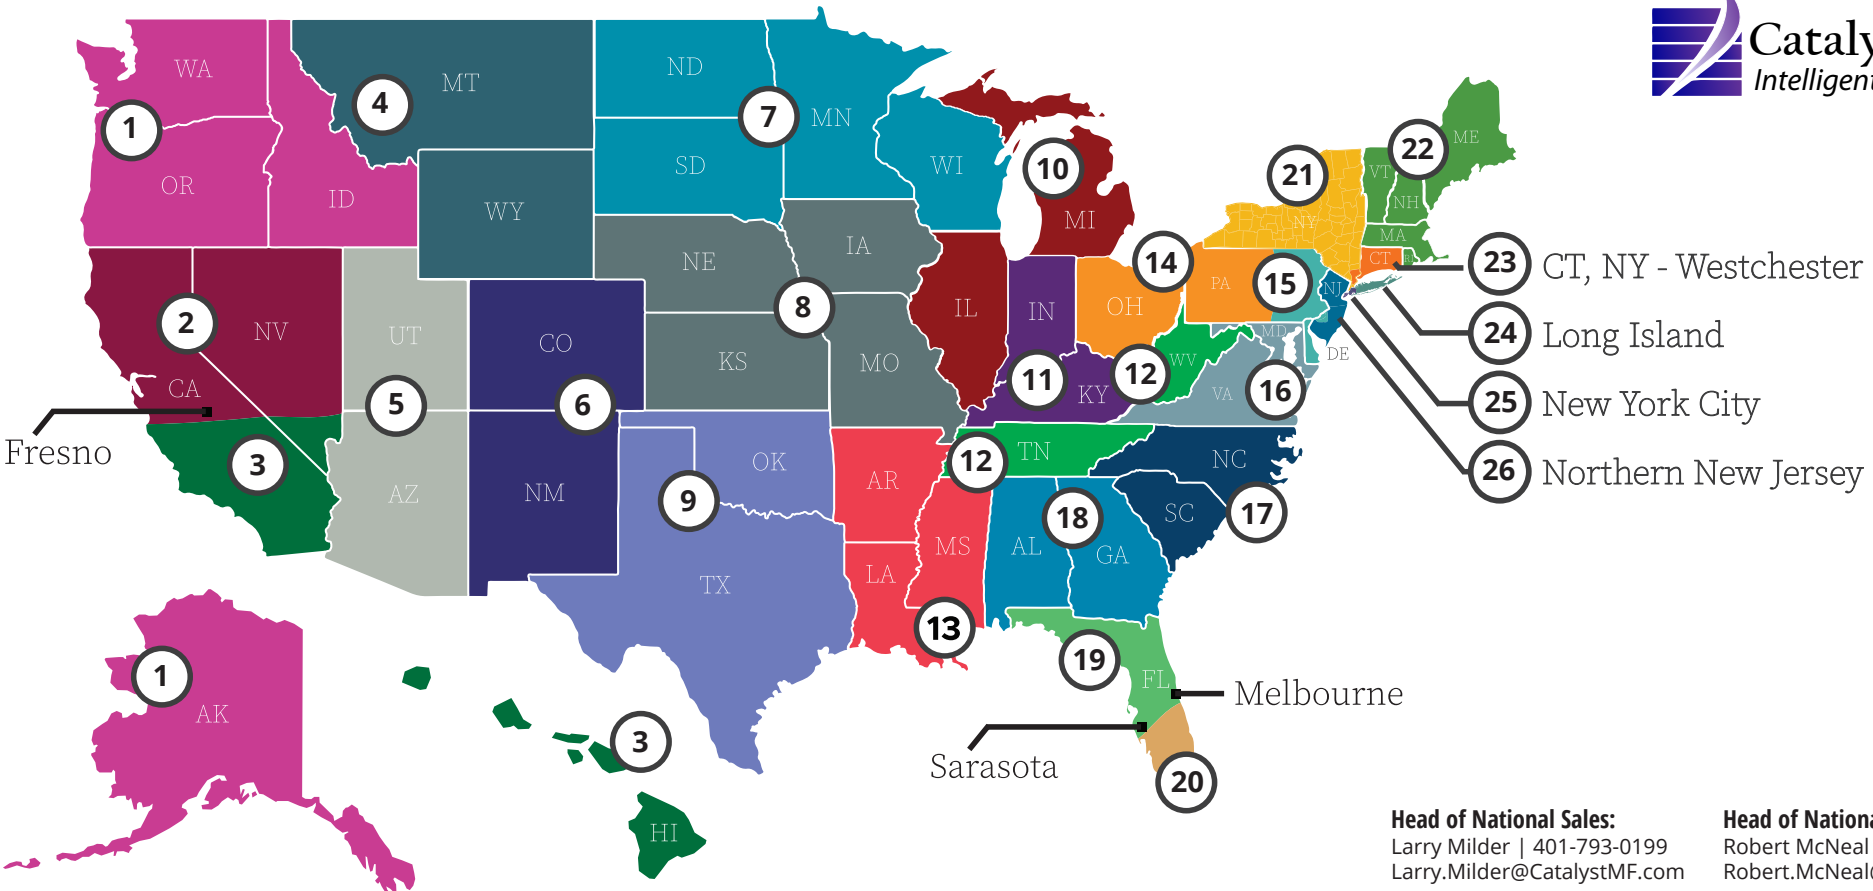 Cataly
Intelligent
WA
MT
ND
MN
4
7
1
ME
22
SD
WI
10
21
VT
OR
ID
NH
WY
MI
NY
MA
IA
NE
14
CT
RI
23 CT, NY - Westchester
PA
15
NJ
8
IL
IN
OH
2
NV
UT
CO
MD
24 Long Island
KS
MO
DE
WV
CA
11
KY
12
VA
16
5
6
25 New York City
Fresno
3
OK
12
TN
NC
26 Northern New Jersey
AZ
NM
9
AR
SC
17
18
MS
AL
GA
LA
TX
13
19
1
FL
Melbourne
AK
Sarasota
3
20
HI
Head of National Sales:
Larry Milder | 401-793-0199
Larry.Milder@CatalystMF.com
Head of Nationa
Robert McNeal
Robert.McNeal